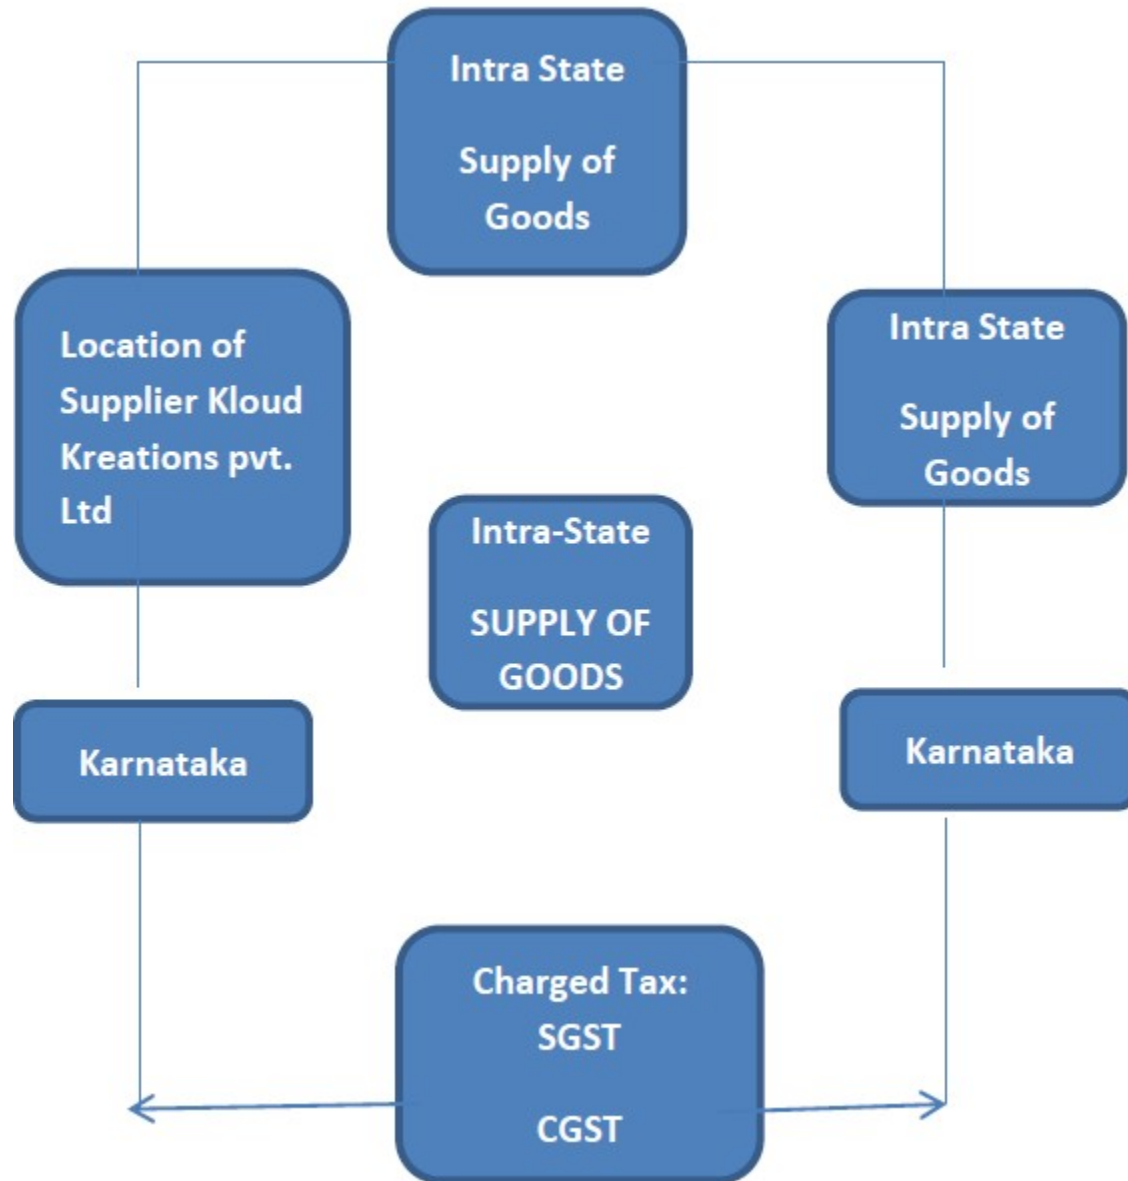 Intra State
Supply of
Goods
Location of
Supplier Kloud
Kreations pvt.
Ltd
Intra State
Supply of
Goods
Intra-State
SUPPLY OF
GOODS
Karnataka
Karnataka
Charged Tax:
SGST
CGST